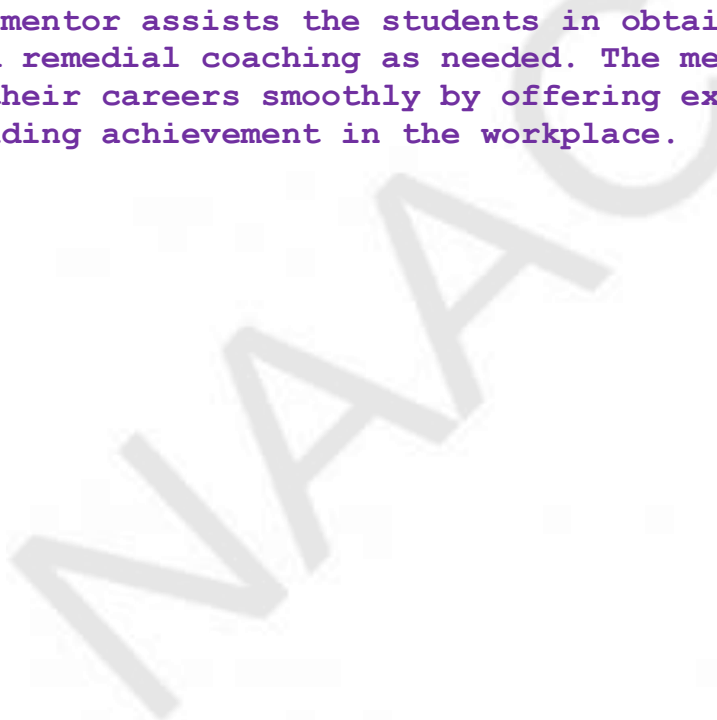 mentor assists the students in obtai
remedial coaching as needed. The me
heir careers smoothly by offering ex
ding achievement in the workplace.
NAAC